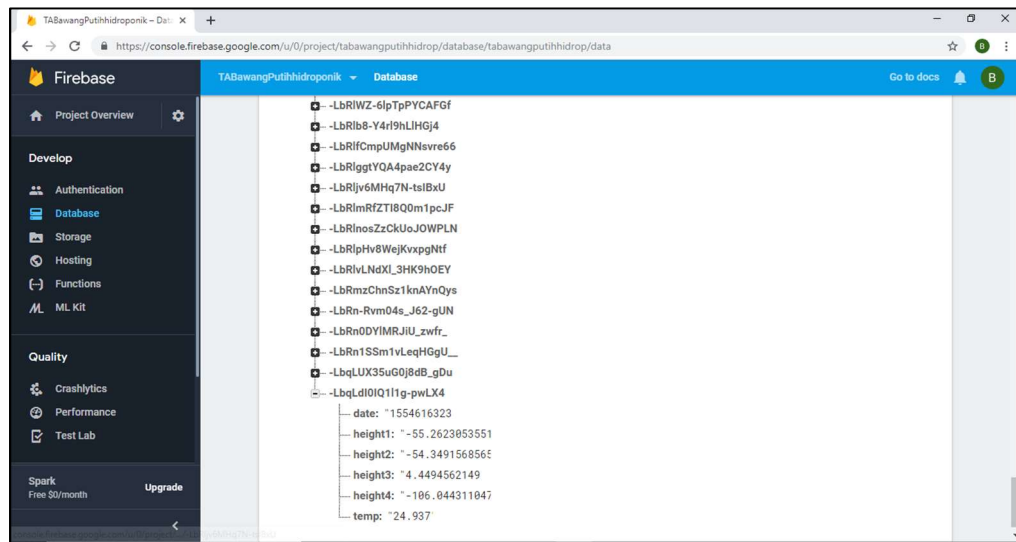 TABawangPutihhidroponik – Dat
https://console.firebase.google.com/u/0/project/tabawangputihhidrop/database/tabawangputihhidrop/data
B
Firebase
TABawangPutihhidroponik Database
Go to docs
B
Project Overview
Develop
Authentication
Database
Storage
Hosting
Functions
ML Kit
Quality
Crashlytics
Performance
Test Lab
Spark
Free $0/month
Upgrade
-LbRlWZ-6lpTpPYCAFGf
-LbRlb8-Y4rl9hLlHGj4
-LbRlfCmpUMgNNsvre66
-LbRlggtYQA4pae2CY4y
-LbRljv6MHq7N-tsIBxU
-LbRlmRfZTI8Q0m1pcJF
-LbRlnosZzCkUoJOWPLN
-LbRlpHv8WejKvxpgNtf
-LbRlvLNdXl_3HK9hOEY
-LbRmzChnSz1knAYnQys
-LbRn-Rvm04s_J62-gUN
-LbRn0DYlMRJiU_zwfr_
-LbRn1SSm1vLeqHGgU__
-LbqLUX35uG0j8dB_gDu
-LbqLdI0IQ1l1g-pwLX4
date: "1554616323
height1: "-55.2623053551
height2: "-54.3491568565
height3: "4.4494562149
height4: "-106.044311047
temp: "24.937"